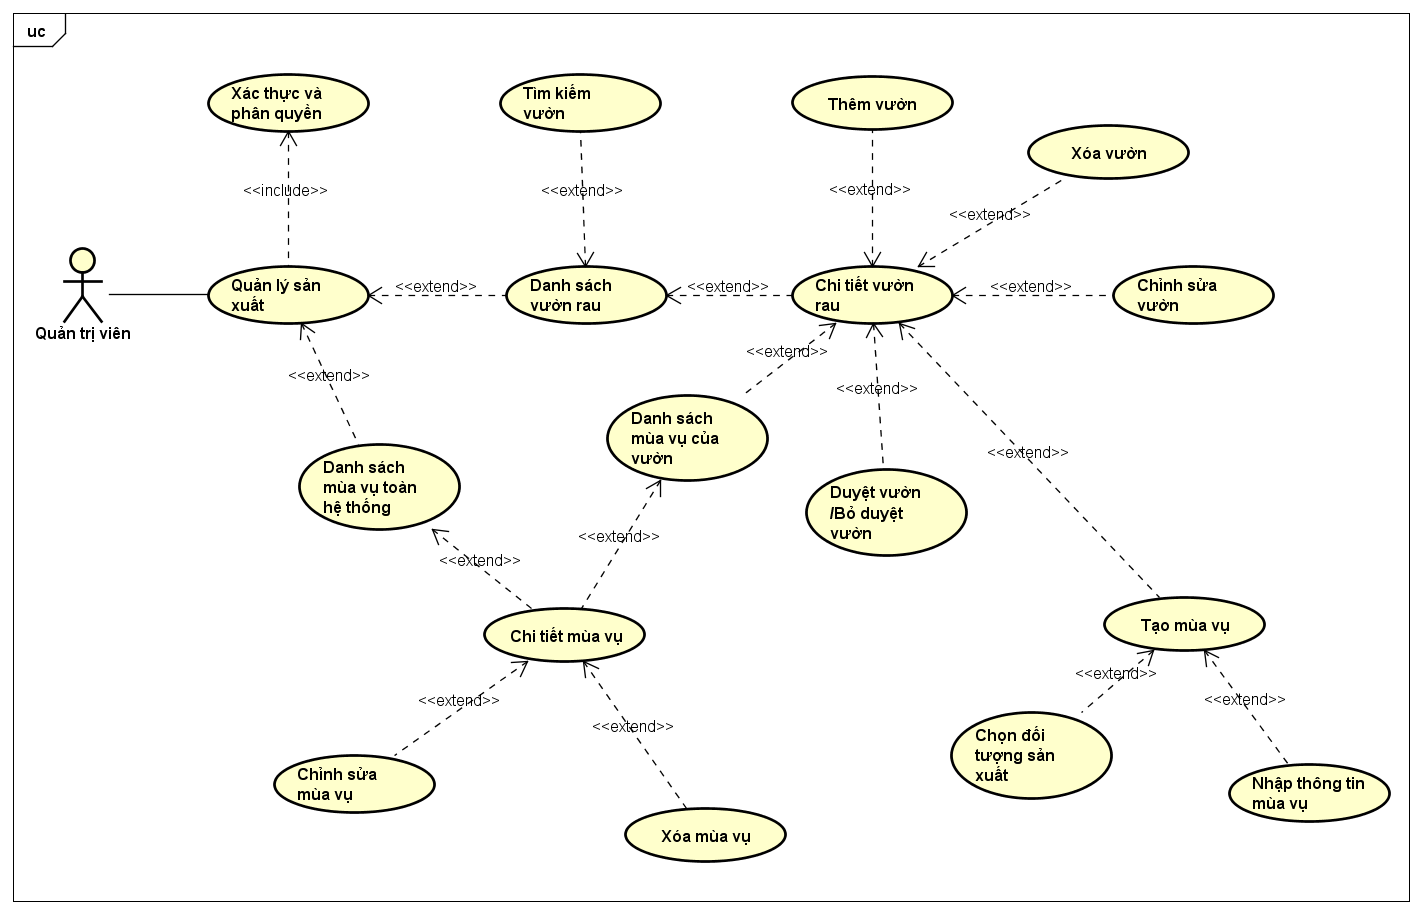 uc
Xác thực và
phân quyền
Tìm kiếm
vườn
Thêm vườn
Xóa vườn
<<include>>
<<extend>>
<<extend>>
<<extend>>
Quản trị viên
Quản lý sản
xuất
<<extend>>
Danh sách
vườn rau
<<extend>>
Chi tiết vườn
rau
<<extend>>
Chỉnh sửa
vườn
<<extend>>
<<extend>>
<<extend>>
Danh sách
mùa vụ của
vườn
<<extend>>
Danh sách
mùa vụ toàn
hệ thống
Duyệt vườn
/Bỏ duyệt
vườn
<<extend>>
<<extend>>
Chi tiết mùa vụ
Tạo mùa vụ
<<extend>>
<<extend>>
<<extend>>
<<extend>>
Chọn đối
tượng sản
xuất
Chỉnh sửa
mùa vụ
Nhập thông tin
mùa vụ
Xóa mùa vụ